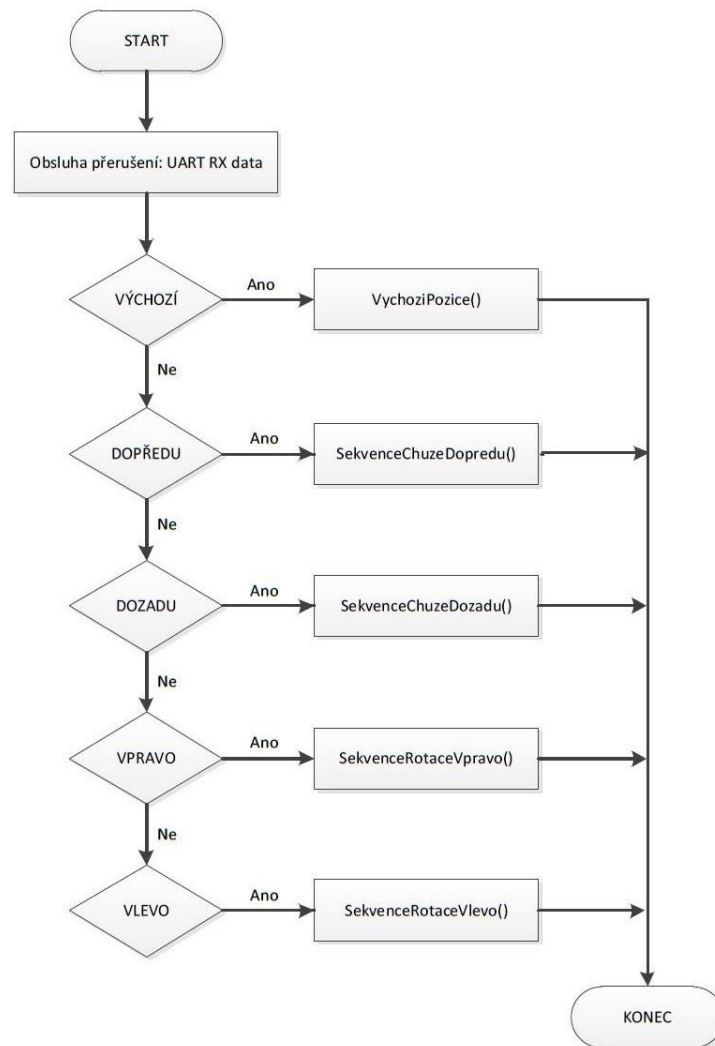 START
Obsluha přerušení: UART RX data
VÝCHOZÍ
Ano
VychoziPozice()
Ne
DOPŘEDU
Ano
SekvenceChuzeDopredu()
Ne
DOZADU
Ano
SekvenceChuzeDozadu()
Ne
VPRAVO
Ano
SekvenceRotaceVpravo()
Ne
VLEVO
Ano
SekvenceRotaceVlevo()
KONEC